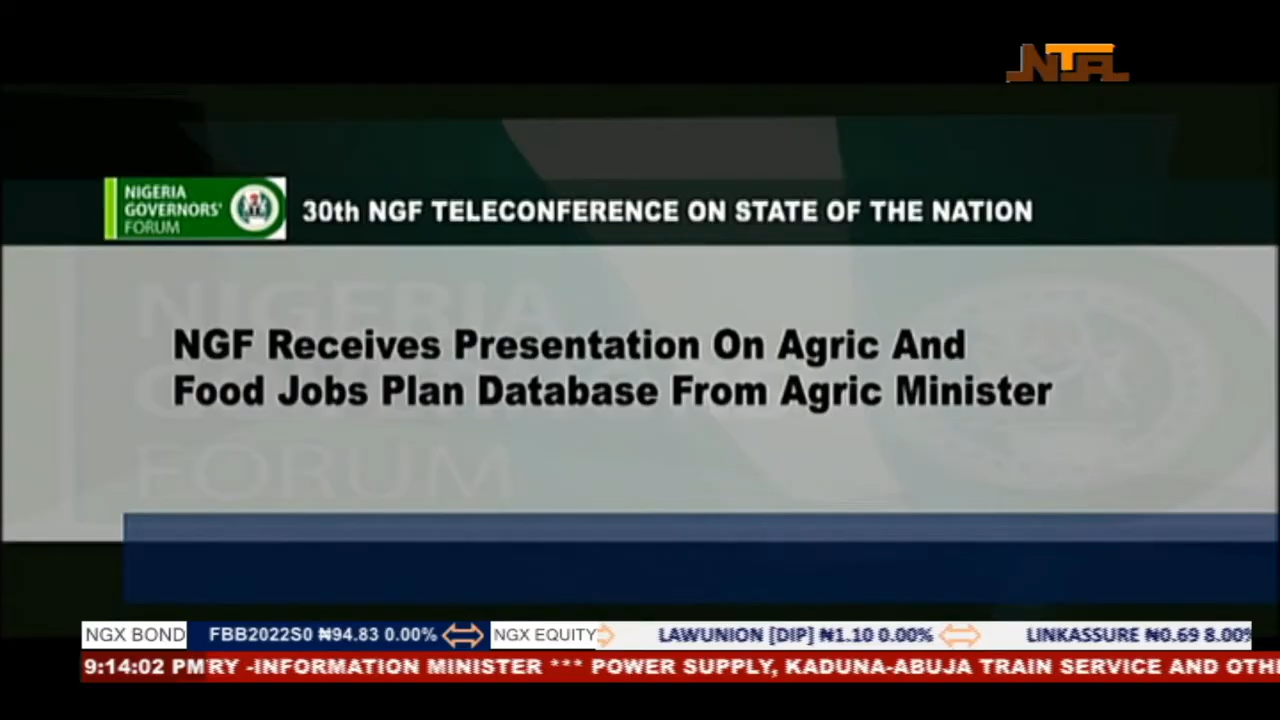 NTA
NIGERIA
GOVERNORS'
FORUM
30th NGF TELECONFERENCE ON STATE OF THE NATION
NIGERIA
FORUM
NGF Receives Presentation On Agric And
Food Jobs Plan Database From Agric Minister
NGX BOND FBB2022S0 ₦94.83 0.00% NGX EQUITY LAWUNION [DIP] ₦1.10 0.00% LINKASSURE ₦0.69 8.00%
9:14:02 PM RY -INFORMATION MINISTER *** POWER SUPPLY, KADUNA-ABUJA TRAIN SERVICE AND OTHE